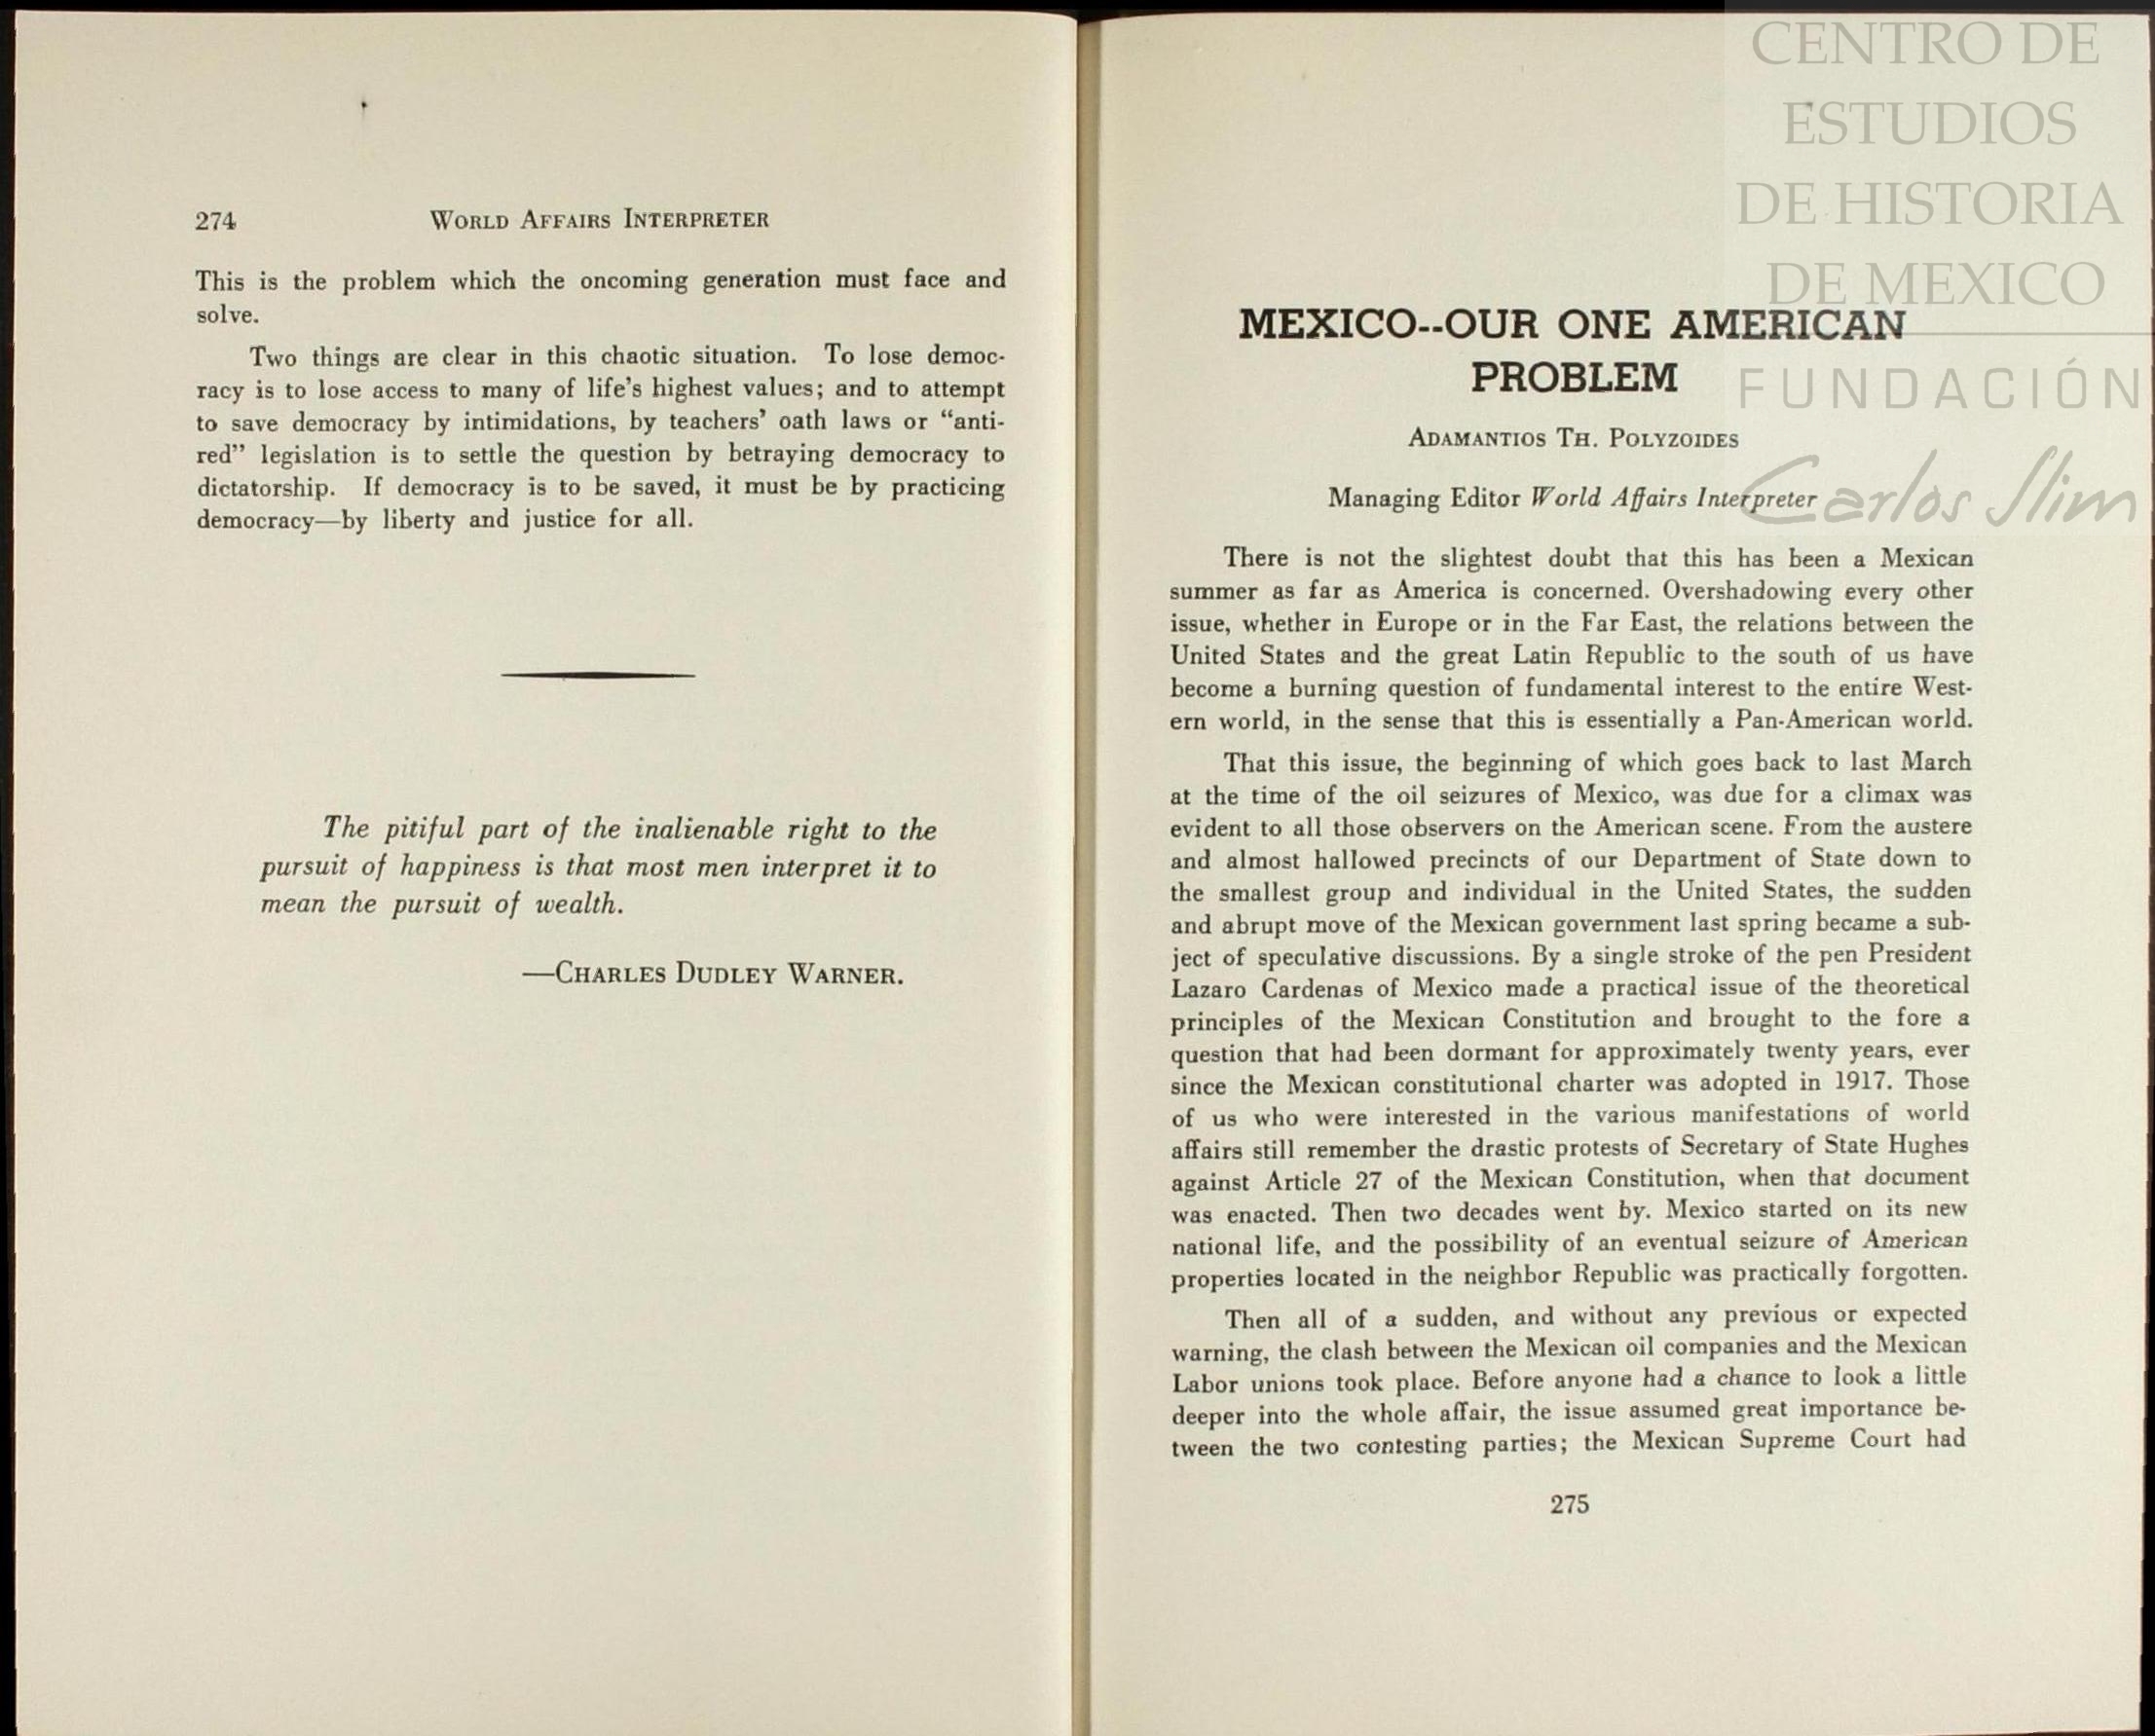 274 WORLD AFFAIRS INTERPRETER
This is the problem which the oncoming generation must face and
solve.
Two things are clear in this chaotic situation. To lose democ-
racy is to lose access to many of life's highest values; and to attempt
to save democracy by intimidations, by teachers' oath laws or "anti-
red" legislation is to settle the question by betraying democracy to
dictatorship. If democracy is to be saved, it must be by practicing
democracy—by liberty and justice for all.
The pitiful part of the inalienable right to the
pursuit of happiness is that most men interpret it to
mean the pursuit of wealth.
—CHARLES DUDLEY WARNER.
CENTRO DE
ESTUDIOS
DE HISTORIA
DE MEXICO
FUNDACIÓN
Carlos Slim
MEXICO--OUR ONE AMERICAN
PROBLEM
ADAMANTIOS TH. POLYZOIDES
Managing Editor World Affairs Interpreter
There is not the slightest doubt that this has been a Mexican
summer as far as America is concerned. Overshadowing every other
issue, whether in Europe or in the Far East, the relations between the
United States and the great Latin Republic to the south of us have
become a burning question of fundamental interest to the entire West-
ern world, in the sense that this is essentially a Pan-American world.
That this issue, the beginning of which goes back to last March
at the time of the oil seizures of Mexico, was due for a climax was
evident to all those observers on the American scene. From the austere
and almost hallowed precincts of our Department of State down to
the smallest group and individual in the United States, the sudden
and abrupt move of the Mexican government last spring became a sub-
ject of speculative discussions. By a single stroke of the pen President
Lazaro Cardenas of Mexico made a practical issue of the theoretical
principles of the Mexican Constitution and brought to the fore a
question that had been dormant for approximately twenty years, ever
since the Mexican constitutional charter was adopted in 1917. Those
of us who were interested in the various manifestations of world
affairs still remember the drastic protests of Secretary of State Hughes
against Article 27 of the Mexican Constitution, when that document
was enacted. Then two decades went by. Mexico started on its new
national life, and the possibility of an eventual seizure of American
properties located in the neighbor Republic was practically forgotten.
Then all of a sudden, and without any previous or expected
warning, the clash between the Mexican oil companies and the Mexican
Labor unions took place. Before anyone had a chance to look a little
deeper into the whole affair, the issue assumed great importance be-
tween the two contesting parties; the Mexican Supreme Court had
275